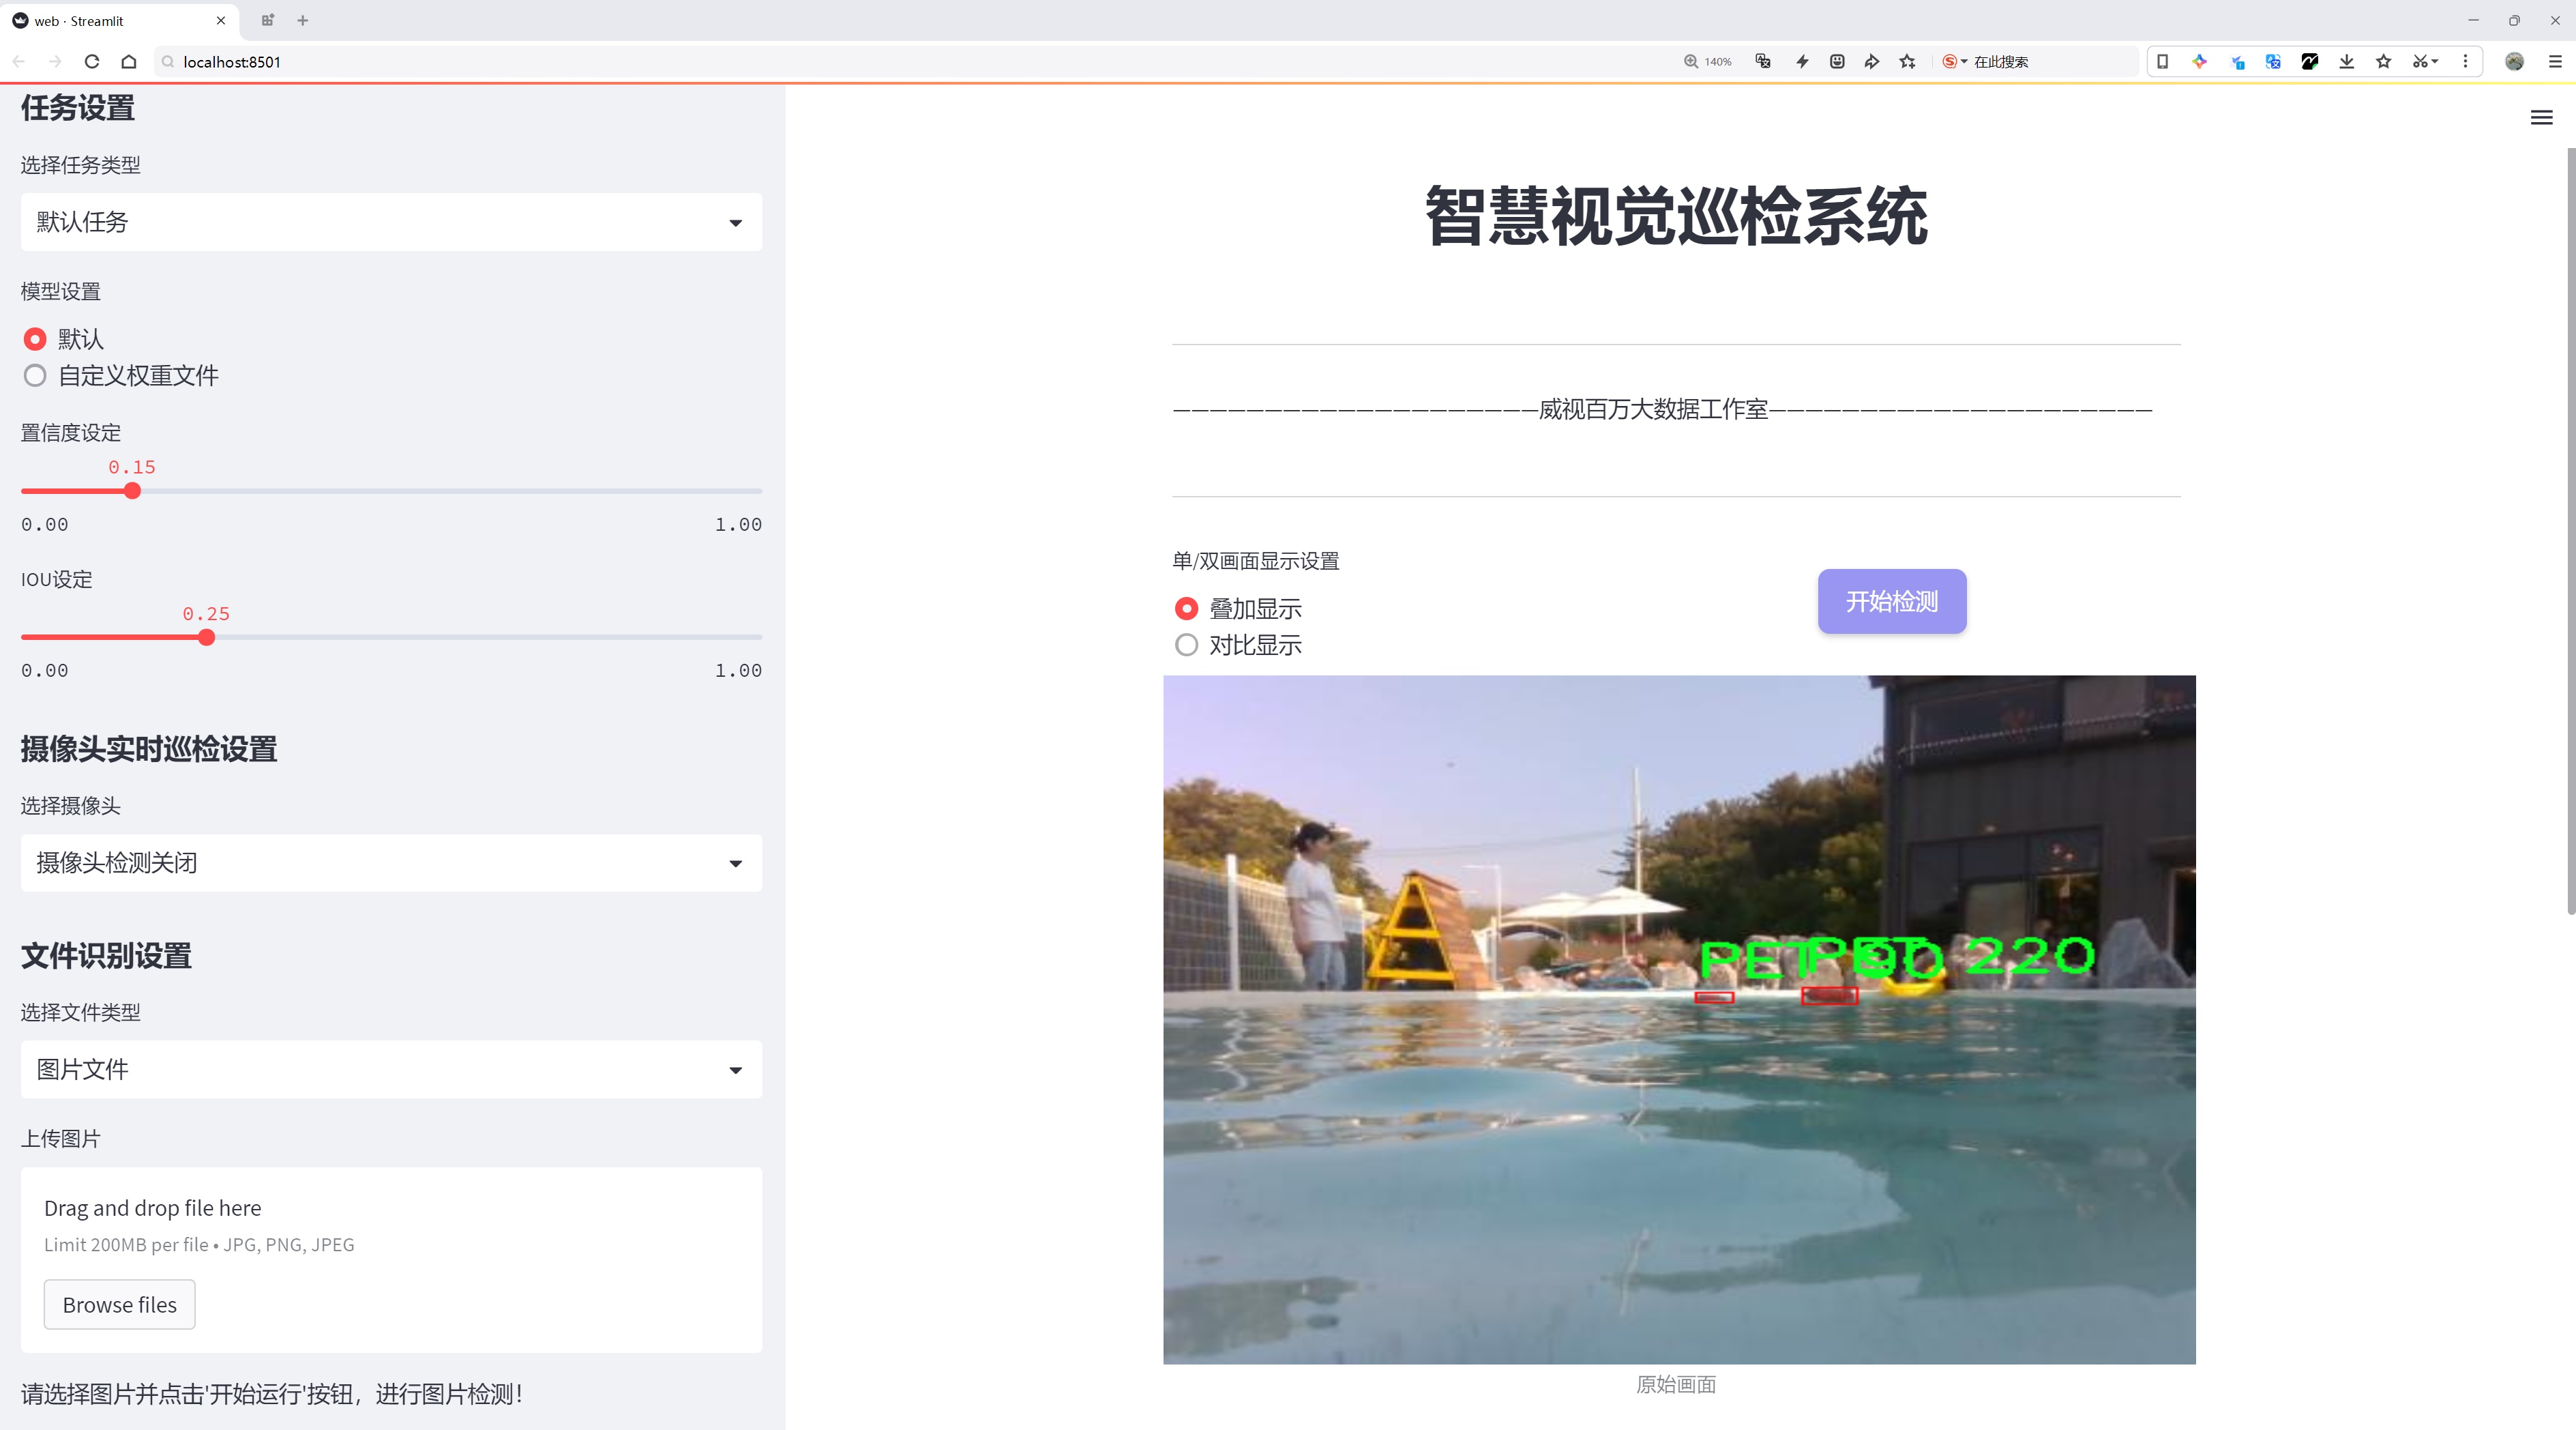 web · Streamlit
localhost:8501
140%
在此搜索
任务设置
选择任务类型
默认任务
模型设置
默认
自定义权重文件
置信度设定
0.15
0.00 1.00
IOU设定
0.25
0.00 1.00
摄像头实时巡检设置
选择摄像头
摄像头检测关闭
文件识别设置
选择文件类型
图片文件
上传图片
Drag and drop file here
Limit 200MB per file • JPG, PNG, JPEG
Browse files
请选择图片并点击'开始运行'按钮，进行图片检测！
智慧视觉巡检系统
—————————————————————威视百万大数据工作室—————————————————————
单/双画面显示设置
叠加显示
对比显示
开始检测
PET
220
原始画面